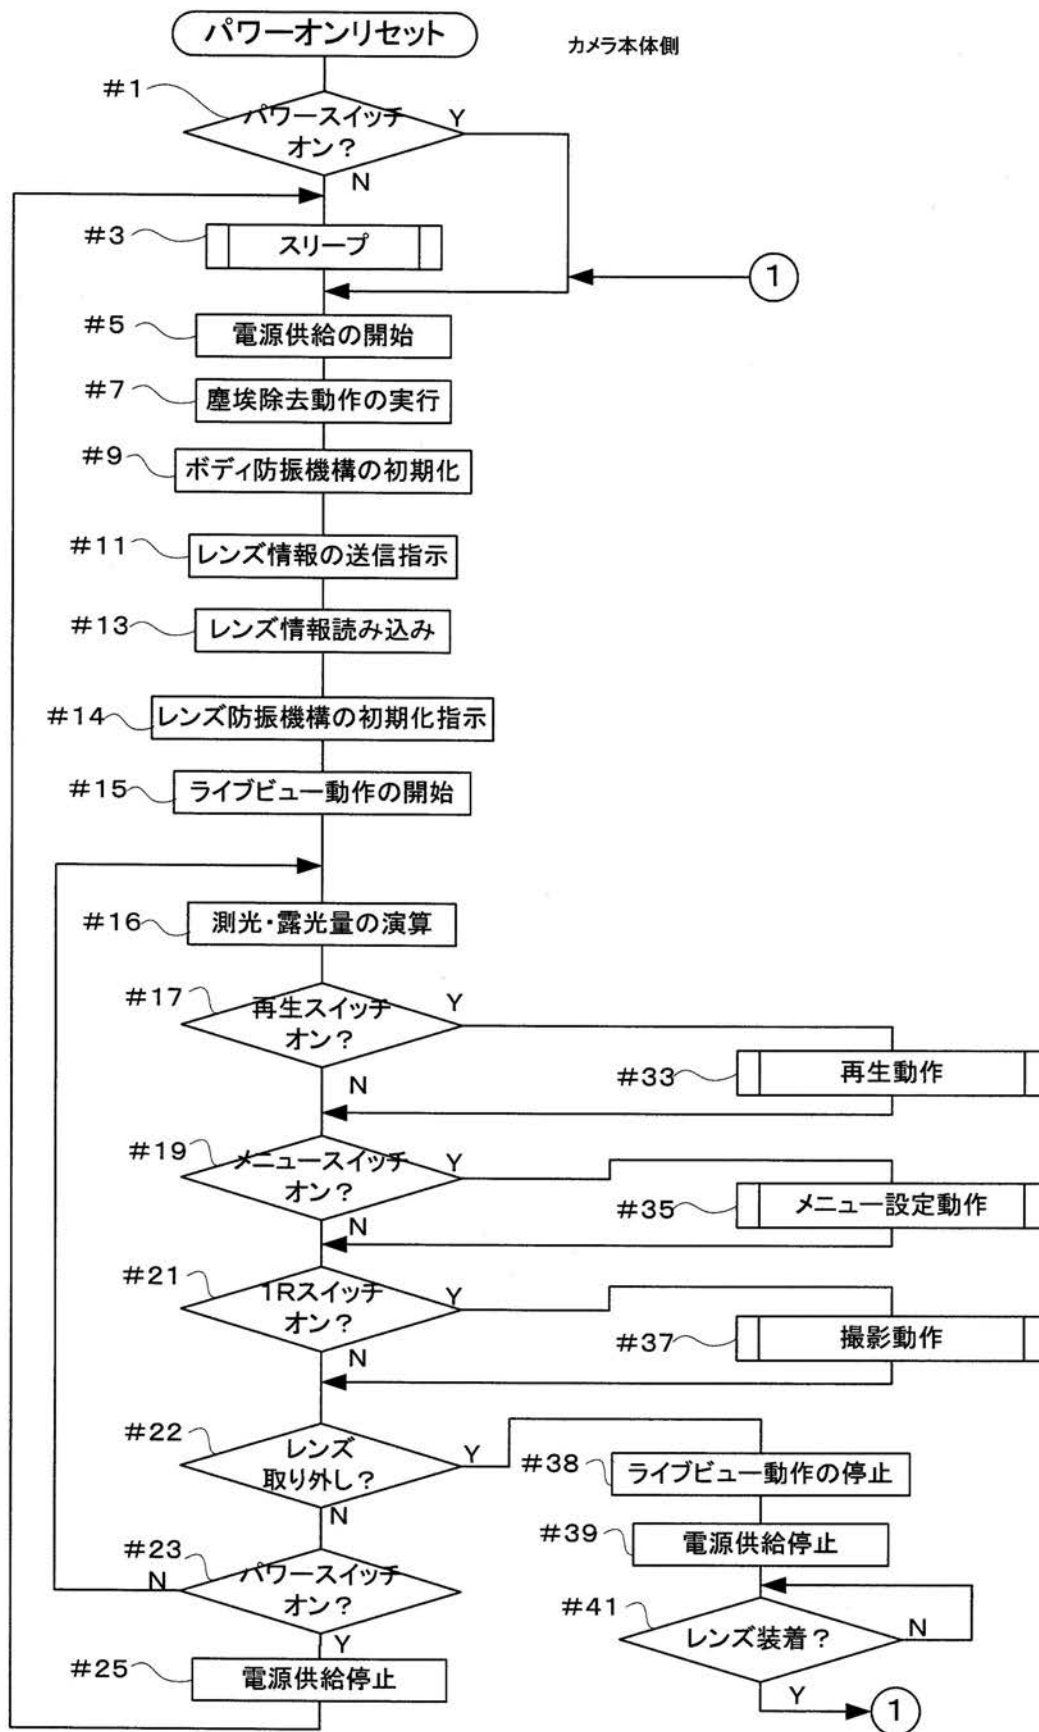 パワーオンリセット
カメラ本体側
#1
パワースイッチ
オン?
Y
N
#3
スリープ
1
#5
電源供給の開始
#7
塵埃除去動作の実行
#9
ボディ防振機構の初期化
#11
レンズ情報の送信指示
#13
レンズ情報読み込み
#14
レンズ防振機構の初期化指示
#15
ライブビュー動作の開始
#16
測光・露光量の演算
#17
再生スイッチ
オン?
Y
N
#33
再生動作
#19
メニュースイッチ
オン?
Y
N
#35
メニュー設定動作
#21
1Rスイッチ
オン?
Y
N
#37
撮影動作
#22
レンズ
取り外し?
Y
N
#38
ライブビュー動作の停止
#39
電源供給停止
#23
パワースイッチ
オン?
N
Y
#41
レンズ装着?
N
Y
1
#25
電源供給停止